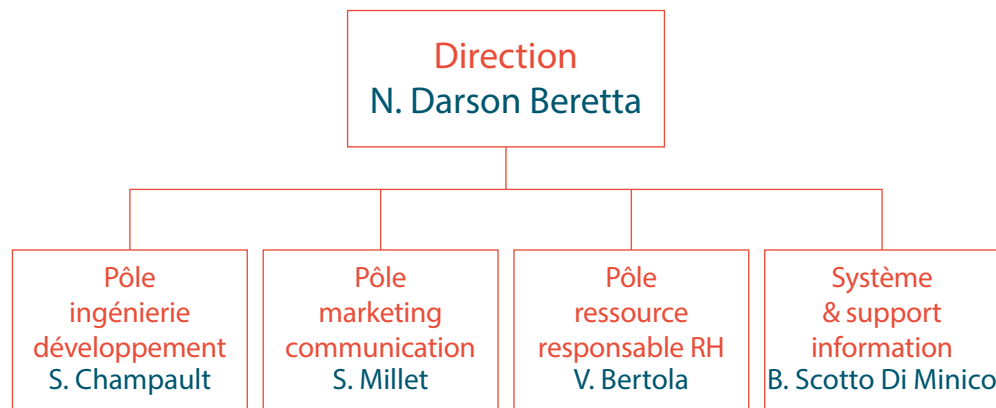 Direction
N. Darson Beretta
Pôle
ingénierie
développement
S. Champault
Pôle
marketing
communication
S. Millet
Pôle
ressource
responsable RH
V. Bertola
Système
& support
information
B. Scotto Di Minico